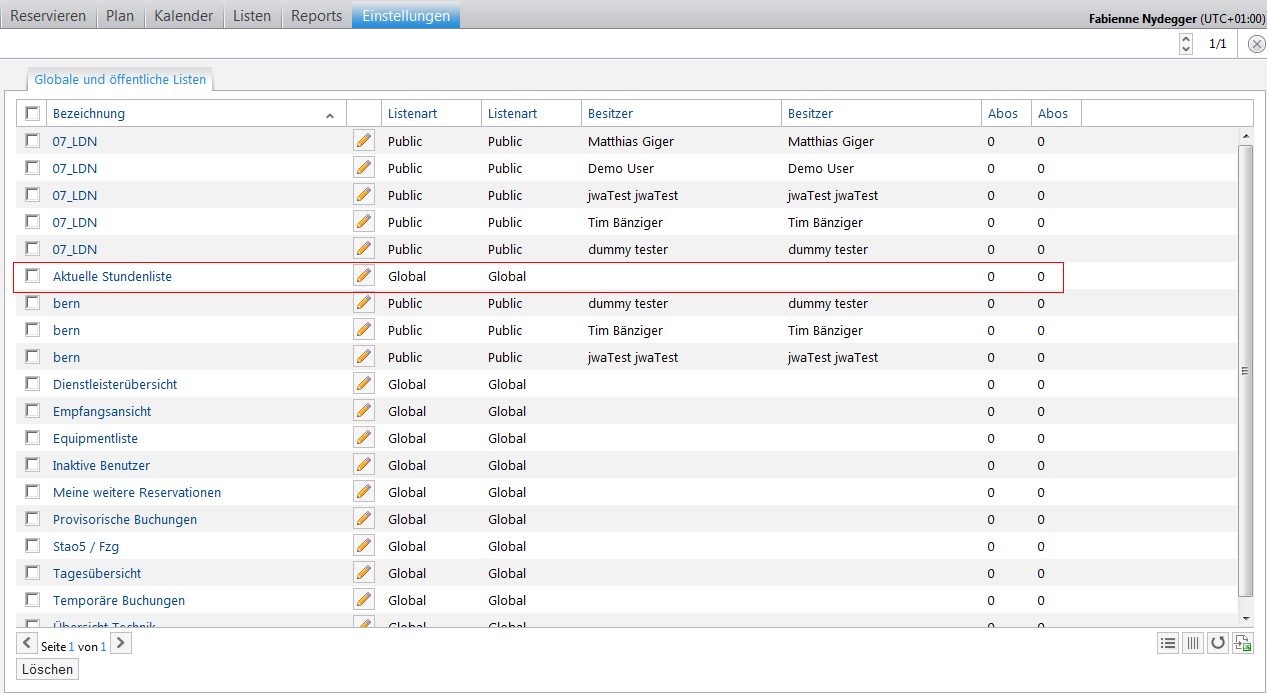 Reservieren Plan Kalender Listen Reports Einstellungen
Fabienne Nydegger (UTC+01:00)
1/1
Globale und öffentliche Listen
Bezeichnung Listenart Listenart Besitzer Besitzer Abos Abos
07_LDN Public Public Matthias Giger Matthias Giger 0 0
07_LDN Public Public Demo User Demo User 0 0
07_LDN Public Public jwaTest jwaTest jwaTest jwaTest 0 0
07_LDN Public Public Tim Bänziger Tim Bänziger 0 0
07_LDN Public Public dummy tester dummy tester 0 0
Aktuelle Stundenliste Global Global 0 0
bern Public Public dummy tester dummy tester 0 0
bern Public Public Tim Bänziger Tim Bänziger 0 0
bern Public Public jwaTest jwaTest jwaTest jwaTest 0 0
Dienstleisterübersicht Global Global 0 0
Empfangsansicht Global Global 0 0
Equipmentliste Global Global 0 0
Inaktive Benutzer Global Global 0 0
Meine weitere Reservationen Global Global 0 0
Provisorische Buchungen Global Global 0 0
Stao5 / Fzg Global Global 0 0
Tagesübersicht Global Global 0 0
Temporäre Buchungen Global Global 0 0
Übersicht Technik Global Global 0 0
Seite 1 von 1
Löschen